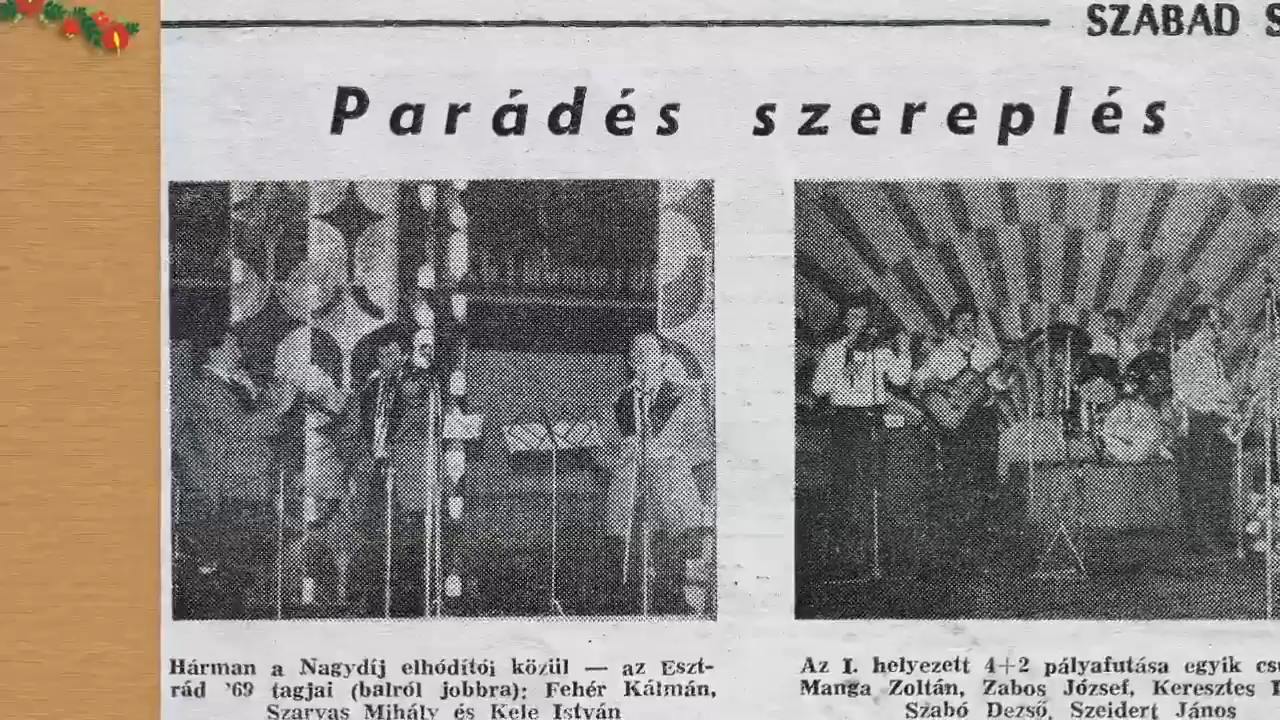 SZABAD
Parádés szereplés
Hárman a Nagydíj elhódítói közül — az Eszt-
rád '69 tagjai (balról jobbra): Fehér Kálmán,
Szarvas Mihály és Kele István
Az I. helyezett 4+2 pályafutása egyik
Manga Zoltán, Zabos József, Keresztes
Szabó Dezső, Szeidert János